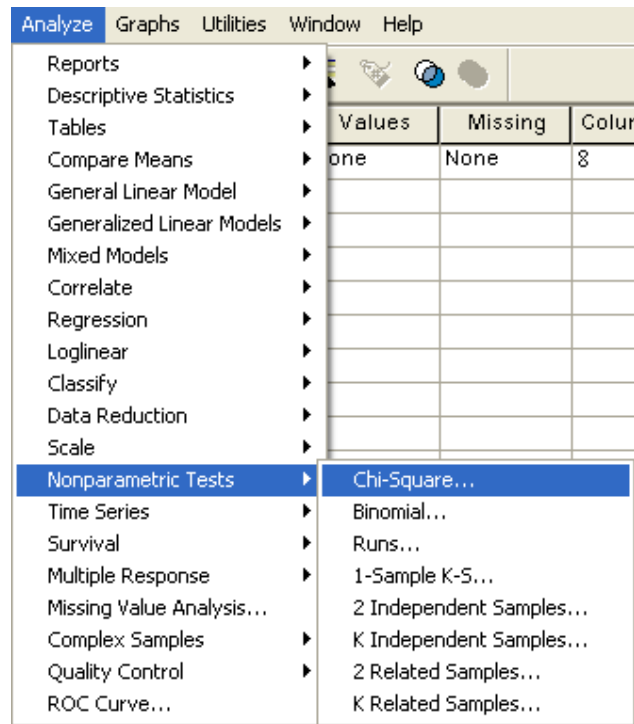 Analyze Graphs Utilities Window Help
Reports
Descriptive Statistics
Tables
Compare Means
General Linear Model
Generalized Linear Models
Mixed Models
Correlate
Regression
Loglinear
Classify
Data Reduction
Scale
Nonparametric Tests
Time Series
Survival
Multiple Response
Missing Value Analysis...
Complex Samples
Quality Control
ROC Curve...
Values Missing Colur
one None 8
Chi-Square...
Binomial...
Runs...
1-Sample K-S...
2 Independent Samples...
K Independent Samples...
2 Related Samples...
K Related Samples...